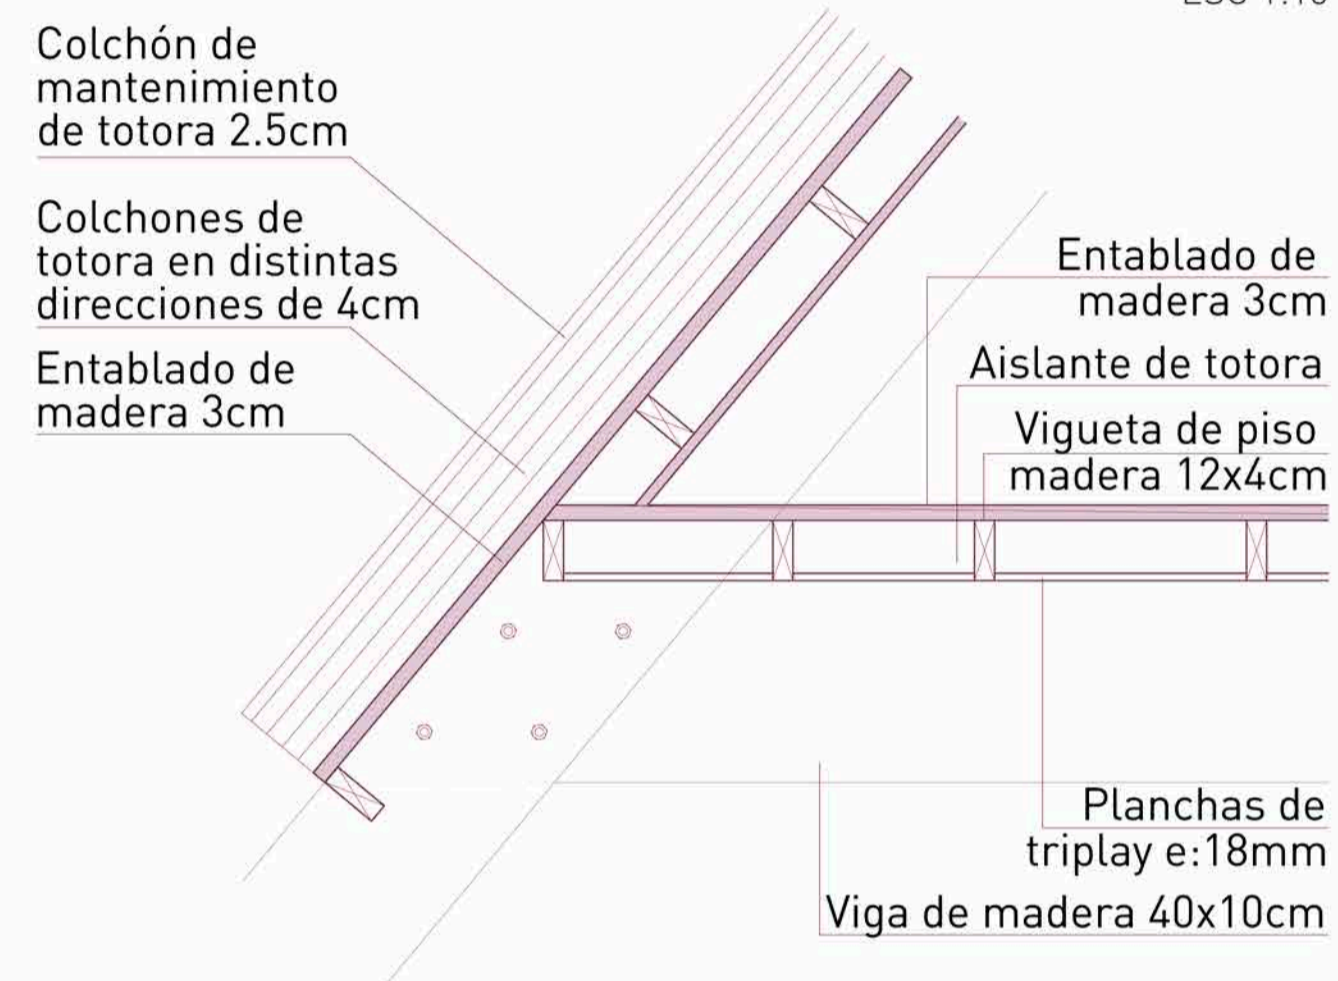 Colchón de
mantenimiento
de totora 2.5cm
Colchones de
totora en distintas
direcciones de 4cm
Entablado de
madera 3cm
Entablado de
madera 3cm
Aislante de totora
Vigueta de piso
madera 12x4cm
Planchas de
triplay e:18mm
Viga de madera 40x10cm